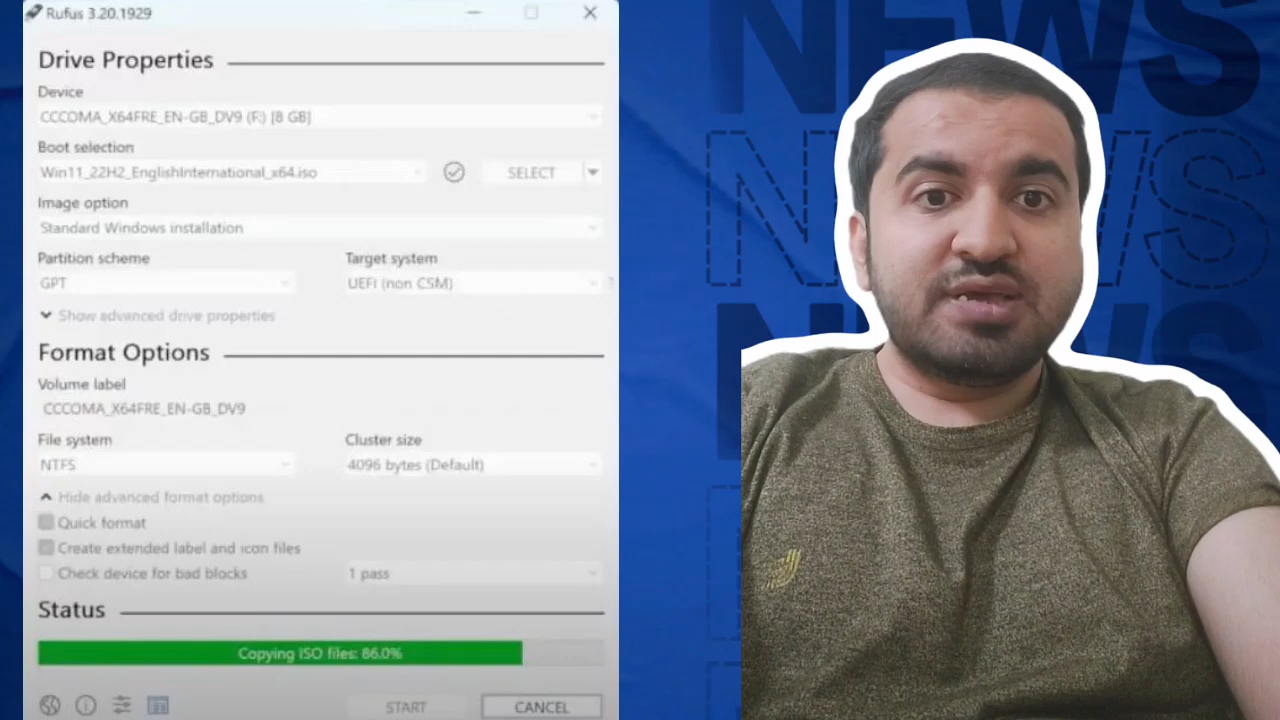 Rufus 3.20.1929
NEWS
Drive Properties
Device
CCCOMA_X64FRE_EN-GB_DV9 (F:) [8 GB]
Boot selection
Win11_22H2_EnglishInternational_x64.iso
SELECT
NEWS
Image option
Standard Windows installation
Partition scheme
Target system
GPT
UEFI (non CSM)
?
NEWS
Show advanced drive properties
Format Options
Volume label
CCCOMA_X64FRE_EN-GB_DV9
File system
Cluster size
NTFS
4096 bytes (Default)
Hide advanced format options
Quick format
Create extended label and icon files
Check device for bad blocks
1 pass
Status
Copying ISO files: 86.0%
START
CANCEL